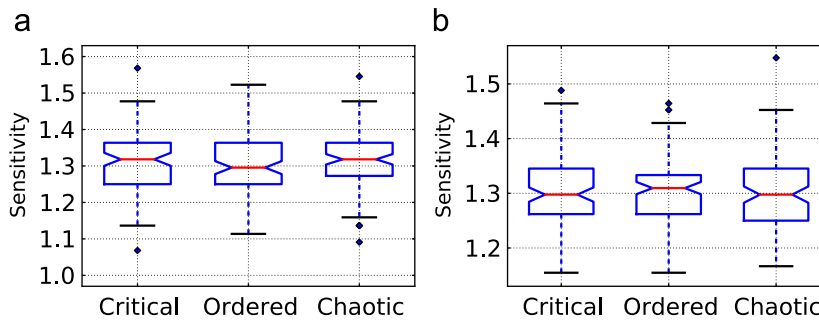 a
1.6
1.5
1.4
1.3
1.2
1.1
1.0
Sensitivity
Critical Ordered Chaotic
b
1.5
1.4
1.3
1.2
Sensitivity
Critical Ordered Chaotic